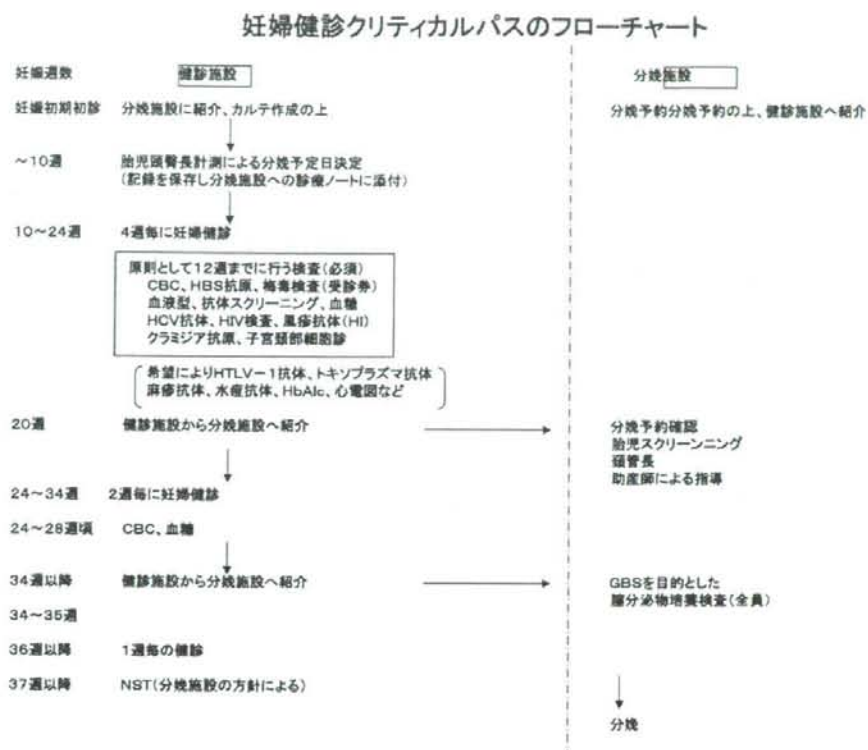 妊婦健診クリティカルパスのフローチャート
妊娠週数 健診施設 分娩施設
妊娠初期初診 分娩施設に紹介、カルテ作成の上 分娩予約分娩予約の上、健診施設へ紹介
～10週 胎児頭臀長計測による分娩予定日決定
(記録を保存し分娩施設への診療ノートに添付)
10～24週 4週毎に妊婦健診
原則として12週までに行う検査(必須)
CBC、HBS抗原、梅毒検査(受診券)
血液型、抗体スクリーニング、血糖
HCV抗体、HIV検査、風疹抗体(HI)
クラミジア抗原、子宮頚部細胞診
希望によりHTLV－1抗体、トキソプラズマ抗体
麻疹抗体、水痘抗体、HbAlc、心電図など
20週 健診施設から分娩施設へ紹介 分娩予約確認
胎児スクリーンニング
頚管長
助産師による指導
24～34週 2週毎に妊婦健診
24～28週頃 CBC、血糖
34週以降 健診施設から分娩施設へ紹介 GBSを目的とした
膣分泌物培養検査(全員)
34～35週
36週以降 1週毎の健診
37週以降 NST(分娩施設の方針による)
分娩